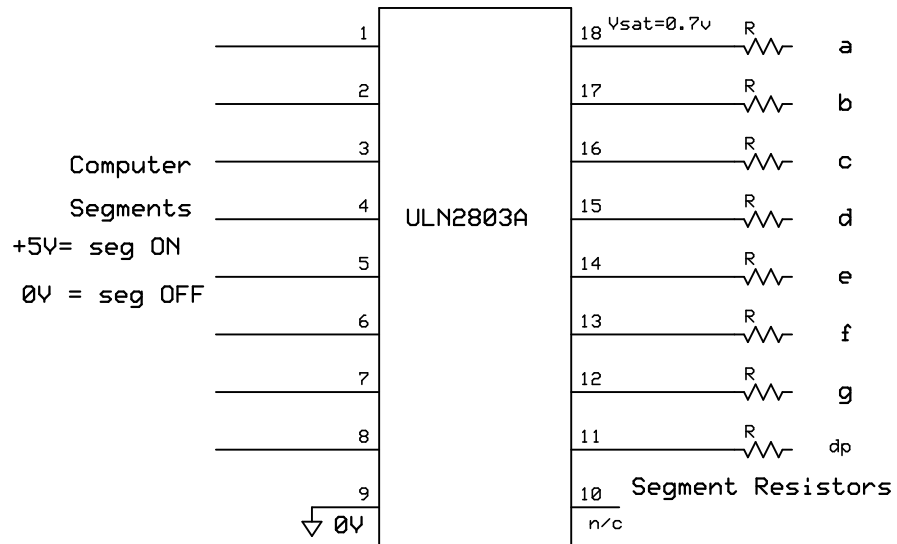 1
18 Vsat=0.7v
R
a
2
17
R
b
3
16
R
c
Computer
4
15
R
d
Segments
ULN2803A
+5V= seg ON
5
14
R
e
0V = seg OFF
6
13
R
f
7
12
R
g
8
11
R
dp
9
10
Segment Resistors
0V
n/c